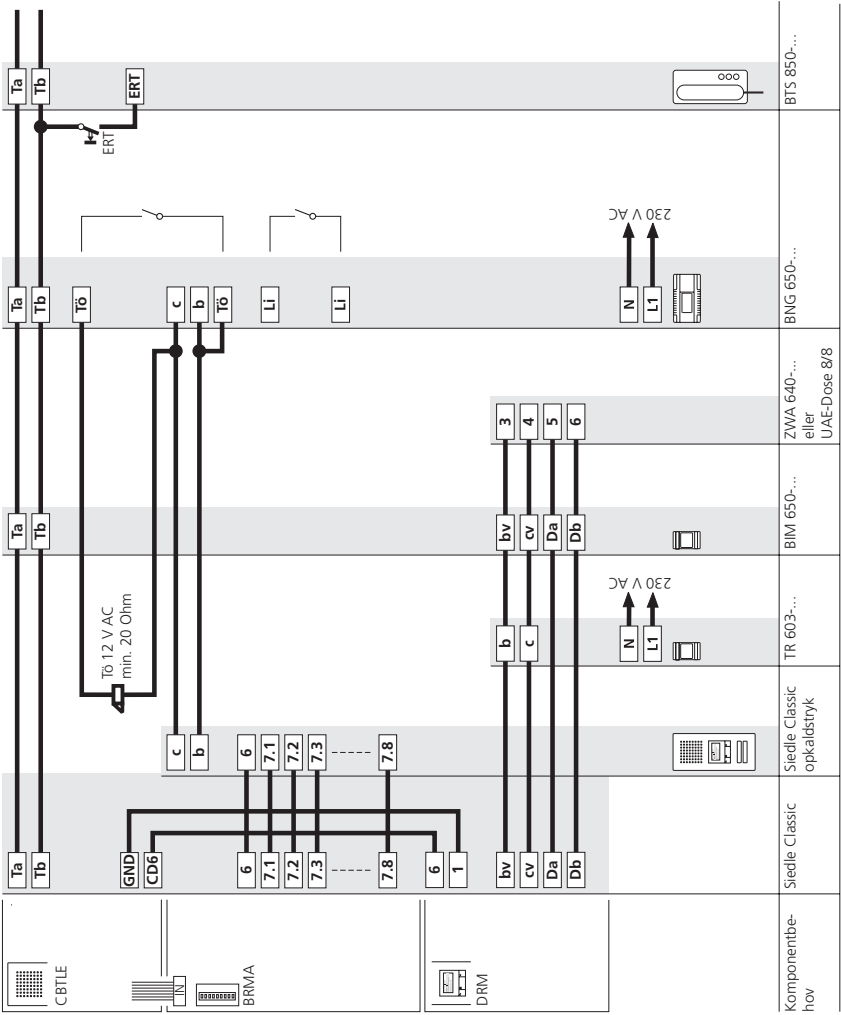 CBTLE
IN
BRMA
DRM
Komponentbe-
hov
Ta
Tb
GND
CD6
6
7.1
7.2
7.3
7.8
6
1
bv
cv
Da
Db
Siedle Classic
c
b
6
7.1
7.2
7.3
7.8
Siedle Classic
opkaldstryk
Tö 12 V AC
min. 20 Ohm
b
c
N
L1
230 V AC
TR 603-...
Ta
Tb
bv
cv
Da
Db
BIM 650-...
3
4
5
6
ZWA 640-...
eller
UAE-Dose 8/8
Ta
Tb
Tö
c
b
Tö
Li
Li
N
L1
230 V AC
BNG 650-...
ERT
Ta
Tb
ERT
BTS 850-...